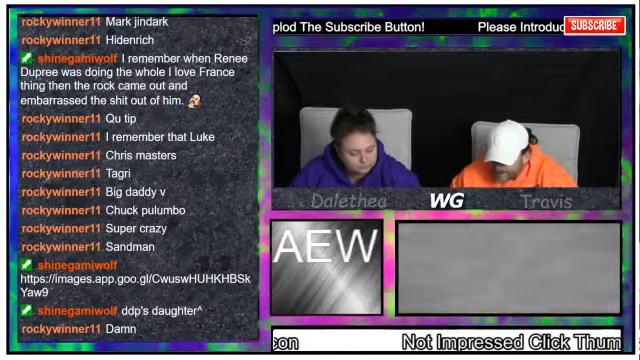 rockywinner11 Mark jindark
rockywinner11 Hidenrich
shinegamiwolf I remember when Renee
Dupree was doing the whole I love France
thing then the rock came out and
embarrassed the shit out of him.
rockywinner11 Qu tip
rockywinner11 I remember that Luke
rockywinner11 Chris masters
rockywinner11 Tagri
rockywinner11 Big daddy v
rockywinner11 Chuck pulumbo
rockywinner11 Super crazy
rockywinner11 Sandman
shinegamiwolf
https://images.app.goo.gl/CwuswHUHKHBSk
Yaw9
shinegamiwolf ddp's daughter^
rockywinner11 Damn
plod The Subscribe Button! Please Introduc
SUBSCRIBE
Dalethea WG Travis
AEW
con Not Impressed Click Thum